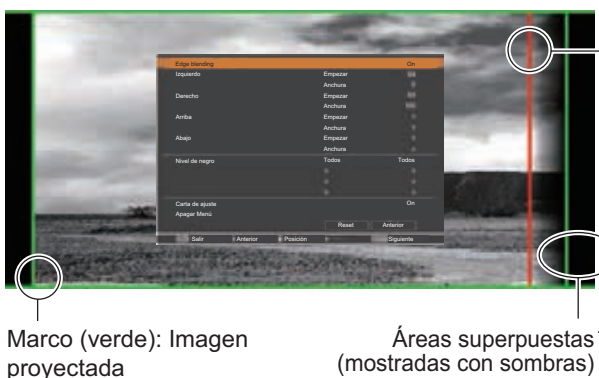 Edge blending On
Izquierdo Empezar
Anchura
Derecho Empezar
Anchura
Arriba Empezar
Anchura
Abajo Empezar
Anchura
Nivel de negro Todos Todos
Carta de ajuste On
Apagar Menú
Reset Anterior
Salir Anterior Posición Siguiente
Marco (verde): Imagen
proyectada
Áreas superpuestas
(mostradas con sombras)